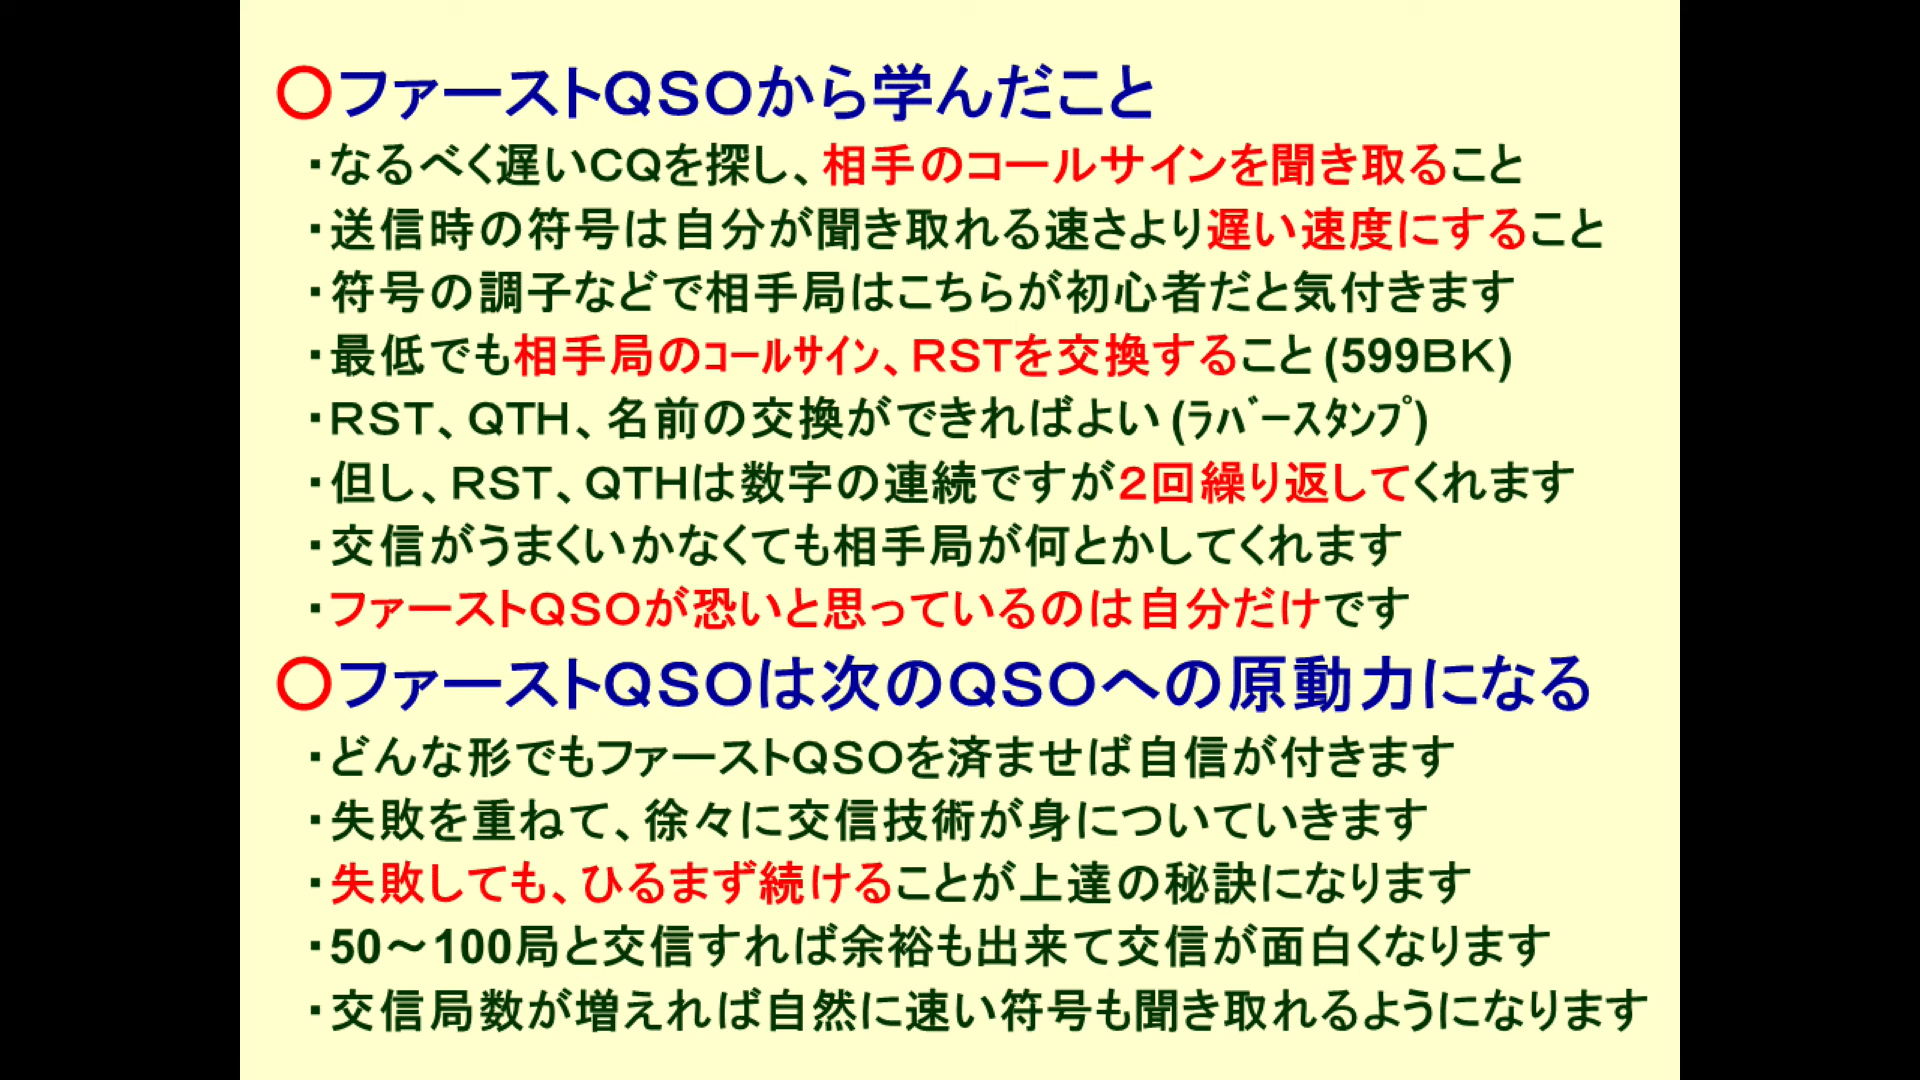 〇ファーストQSOから学んだこと
・なるべく遅いCQを探し、相手のコールサインを聞き取ること
・送信時の符号は自分が聞き取れる速さより遅い速度にすること
・符号の調子などで相手局はこちらが初心者だと気付きます
・最低でも相手局のｺｰﾙｻｲﾝ、RSTを交換すること(599BK)
・RST、QTH、名前の交換ができればよい(ﾗﾊﾞｰｽﾀﾝﾌﾟ)
・但し、RST、QTHは数字の連続ですが２回繰り返してくれます
・交信がうまくいかなくても相手局が何とかしてくれます
・ファーストQSOが恐いと思っているのは自分だけです
〇ファーストQSOは次のQSOへの原動力になる
・どんな形でもファーストQSOを済ませば自信が付きます
・失敗を重ねて、徐々に交信技術が身についていきます
・失敗しても、ひるまず続けることが上達の秘訣になります
・50～100局と交信すれば余裕も出来て交信が面白くなります
・交信局数が増えれば自然に速い符号も聞き取れるようになります